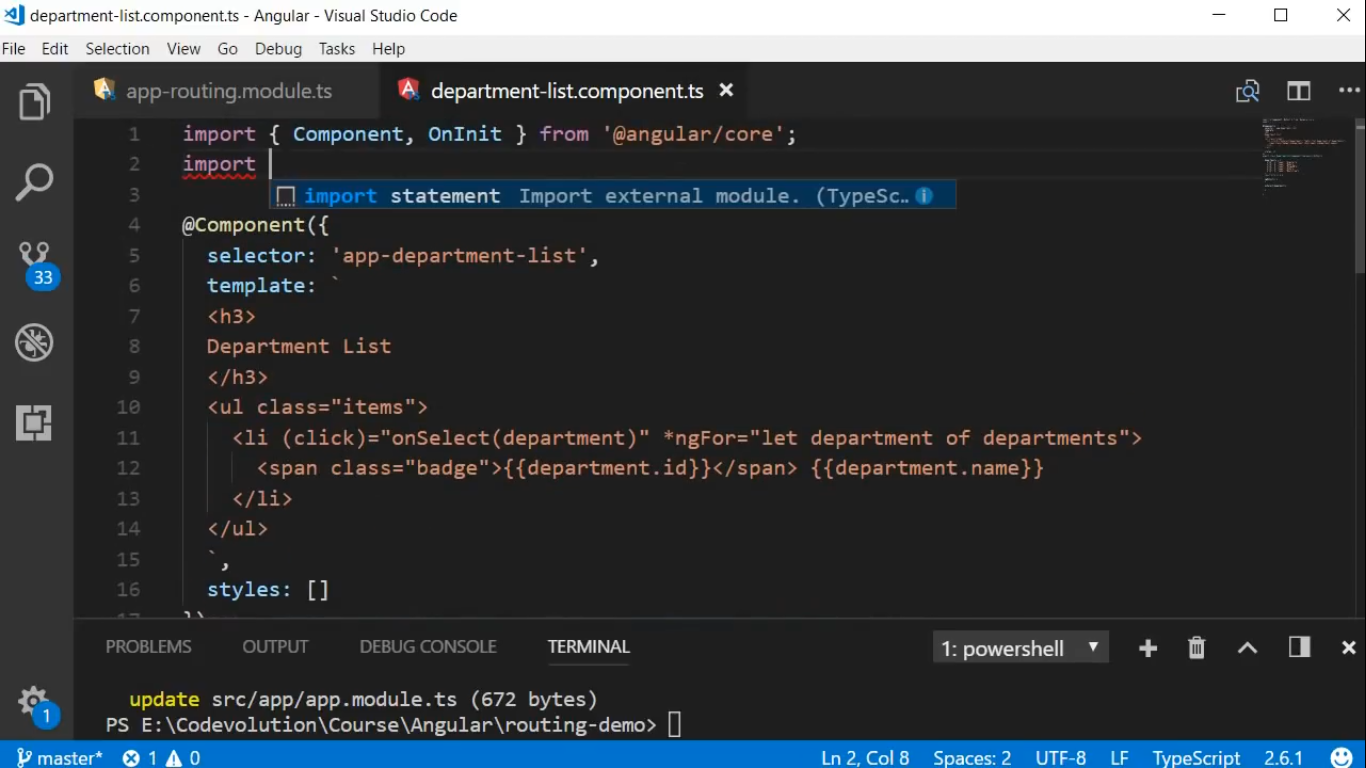 department-list.component.ts - Angular - Visual Studio Code
File Edit Selection View Go Debug Tasks Help
app-routing.module.ts department-list.component.ts
1 import { Component, OnInit } from '@angular/core';
2 import
import statement Import external module. (TypeSc..
3
4 @Component({
5 selector: 'app-department-list',
6 template: `
7 <h3>
8 Department List
9 </h3>
10 <ul class="items">
11 <li (click)="onSelect(department)" *ngFor="let department of departments">
12 <span class="badge">{{department.id}}</span> {{department.name}}
13 </li>
14 </ul>
15 `,
16 styles: []
17 })
33
PROBLEMS OUTPUT DEBUG CONSOLE TERMINAL 1: powershell
update src/app/app.module.ts (672 bytes)
PS E:\Codevolution\Course\Angular\routing-demo>
1
master* 1 0 Ln 2, Col 8 Spaces: 2 UTF-8 LF TypeScript 2.6.1